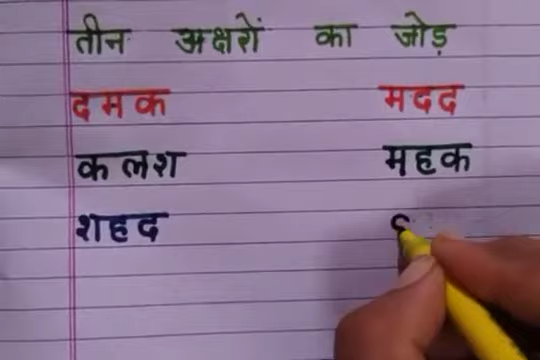 तीन अक्षरों का जोड़
दमक मदद
कलश महक
शहद